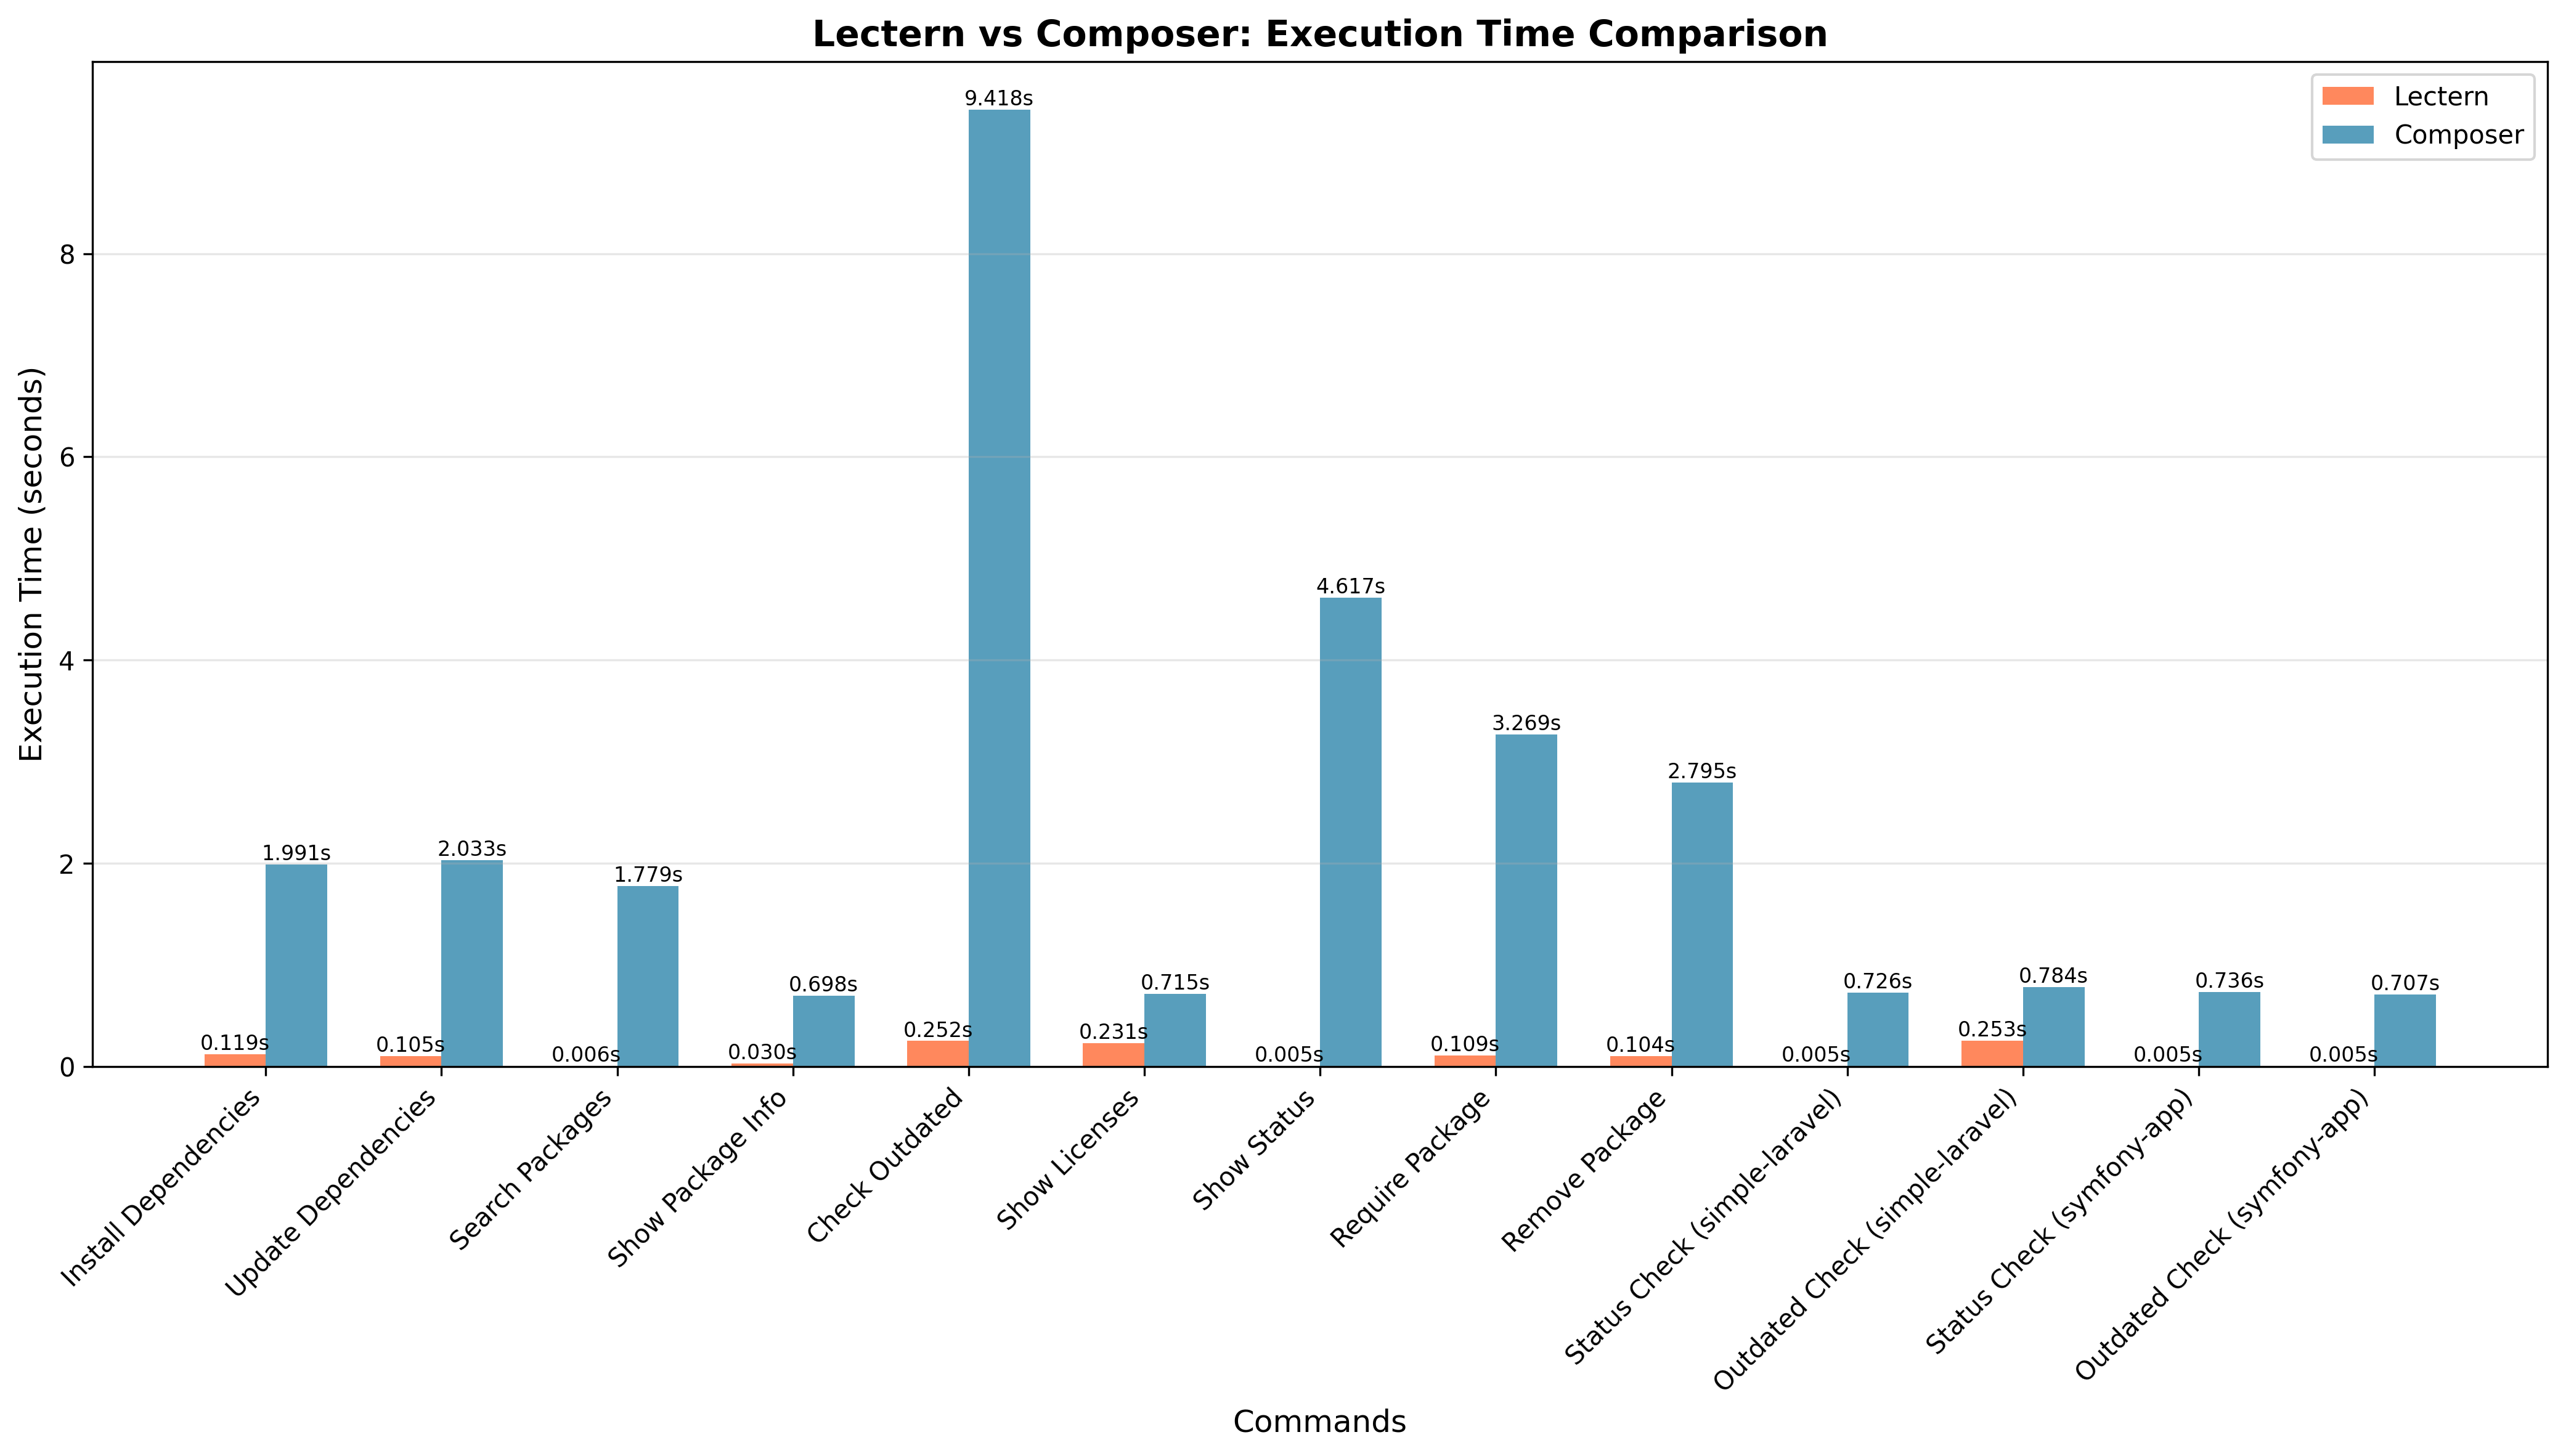 Lectern vs Composer: Execution Time Comparison
Lectern
Composer
Execution Time (seconds)
8
6
4
2
0
0.119s
1.991s
0.105s
2.033s
0.006s
1.779s
0.030s
0.698s
0.252s
9.418s
0.231s
0.715s
0.005s
4.617s
0.109s
3.269s
0.104s
2.795s
0.005s
0.726s
0.253s
0.784s
0.005s
0.736s
0.005s
0.707s
Install Dependencies
Update Dependencies
Search Packages
Show Package Info
Check Outdated
Show Licenses
Show Status
Require Package
Remove Package
Status Check (simple-laravel)
Outdated Check (simple-laravel)
Status Check (symfony-app)
Outdated Check (symfony-app)
Commands